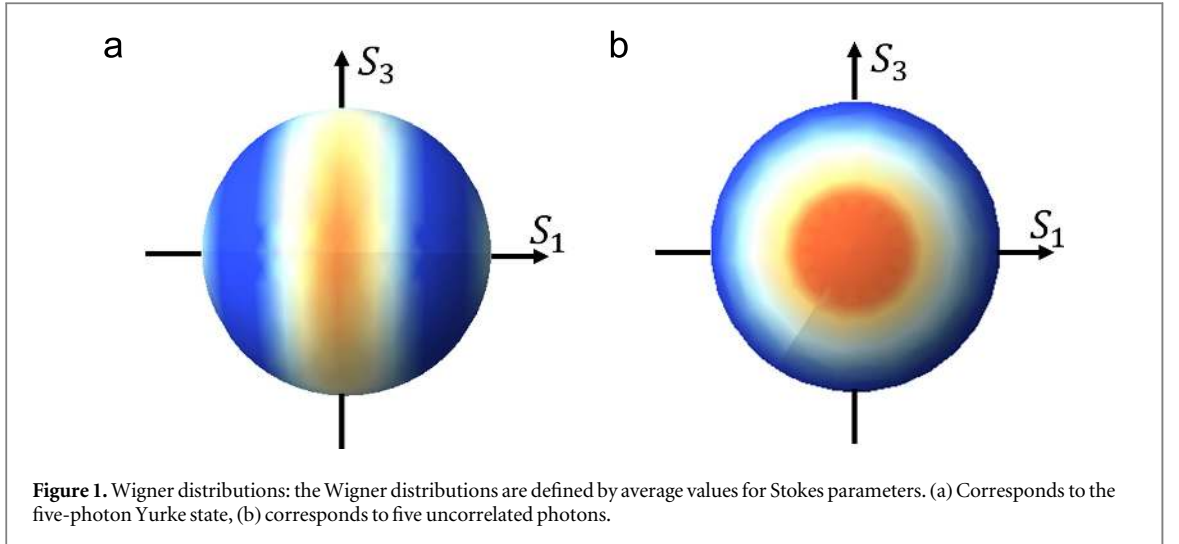 a
b
S₃
S₃
S₁
S₁
Figure 1. Wigner distributions: the Wigner distributions are defined by average values for Stokes parameters. (a) Corresponds to the
five-photon Yurke state, (b) corresponds to five uncorrelated photons.